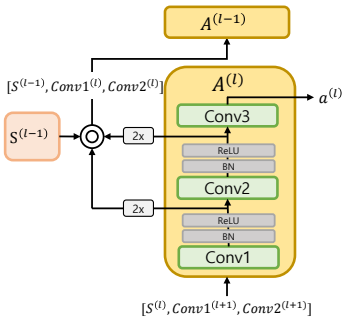 A^{(l-1)}
[S^{(l-1)}, Conv1^{(l)}, Conv2^{(l)}]
A^{(l)}
a^{(l)}
Conv3
S^{(l-1)}
2x
ReLU
BN
Conv2
2x
ReLU
BN
Conv1
[S^{(l)}, Conv1^{(l+1)}, Conv2^{(l+1)}]